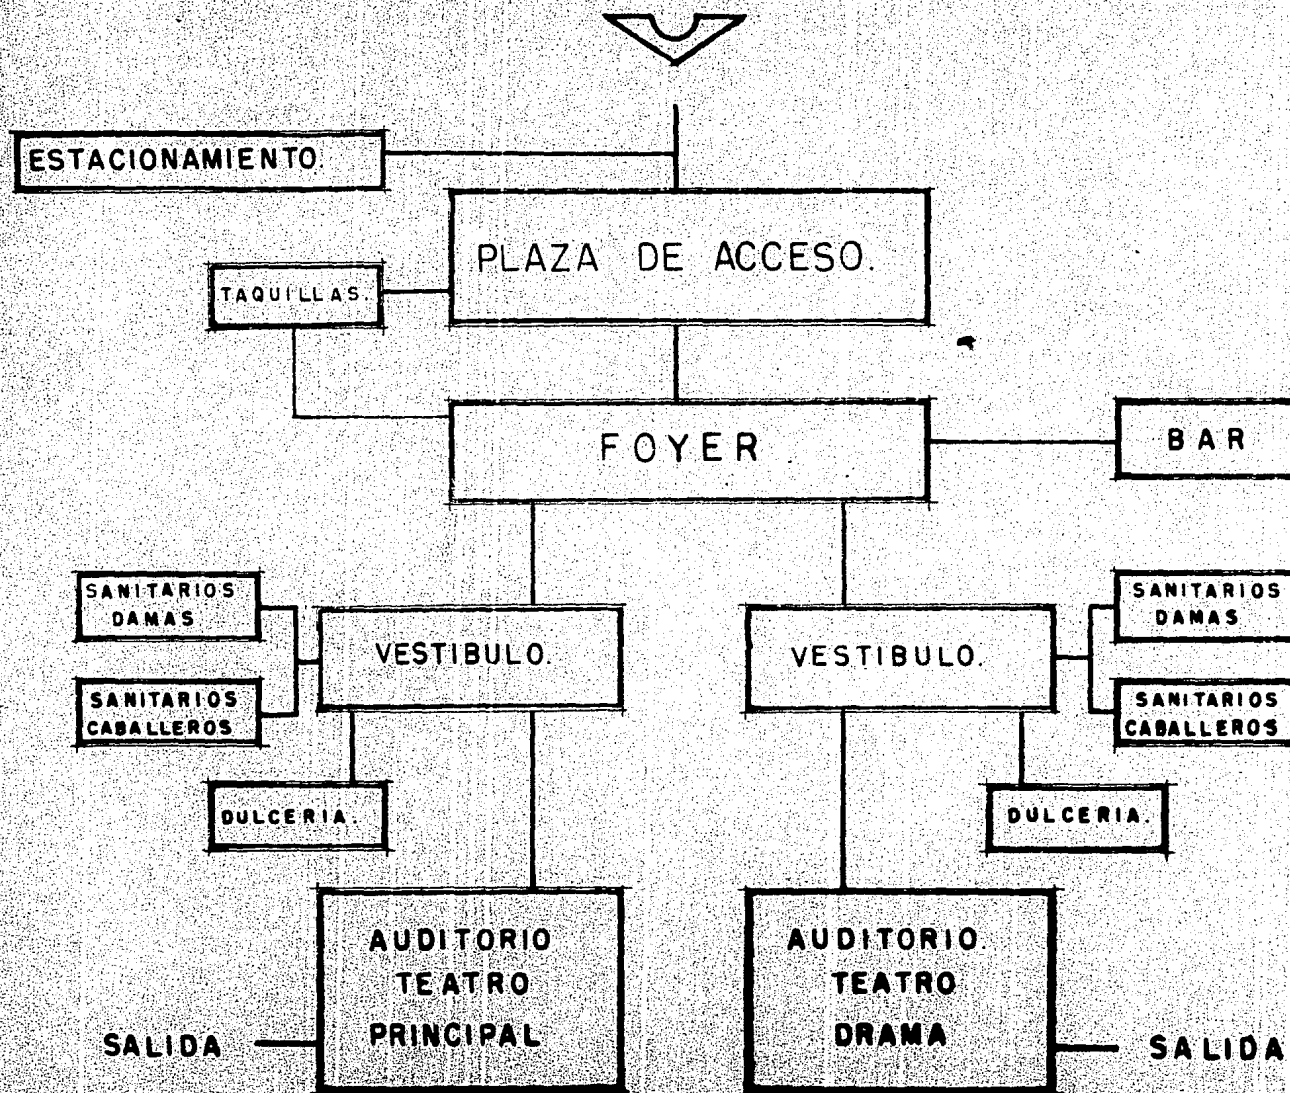 ESTACIONAMIENTO.
PLAZA DE ACCESO.
TAQUILLAS.
FOYER
BAR
SANITARIOS
DAMAS
VESTIBULO.
SANITARIOS
CABALLEROS
DULCERIA.
VESTIBULO.
SANITARIOS
DAMAS
SANITARIOS
CABALLEROS
DULCERIA.
AUDITORIO
TEATRO
PRINCIPAL
SALIDA
AUDITORIO.
TEATRO
DRAMA
SALIDA